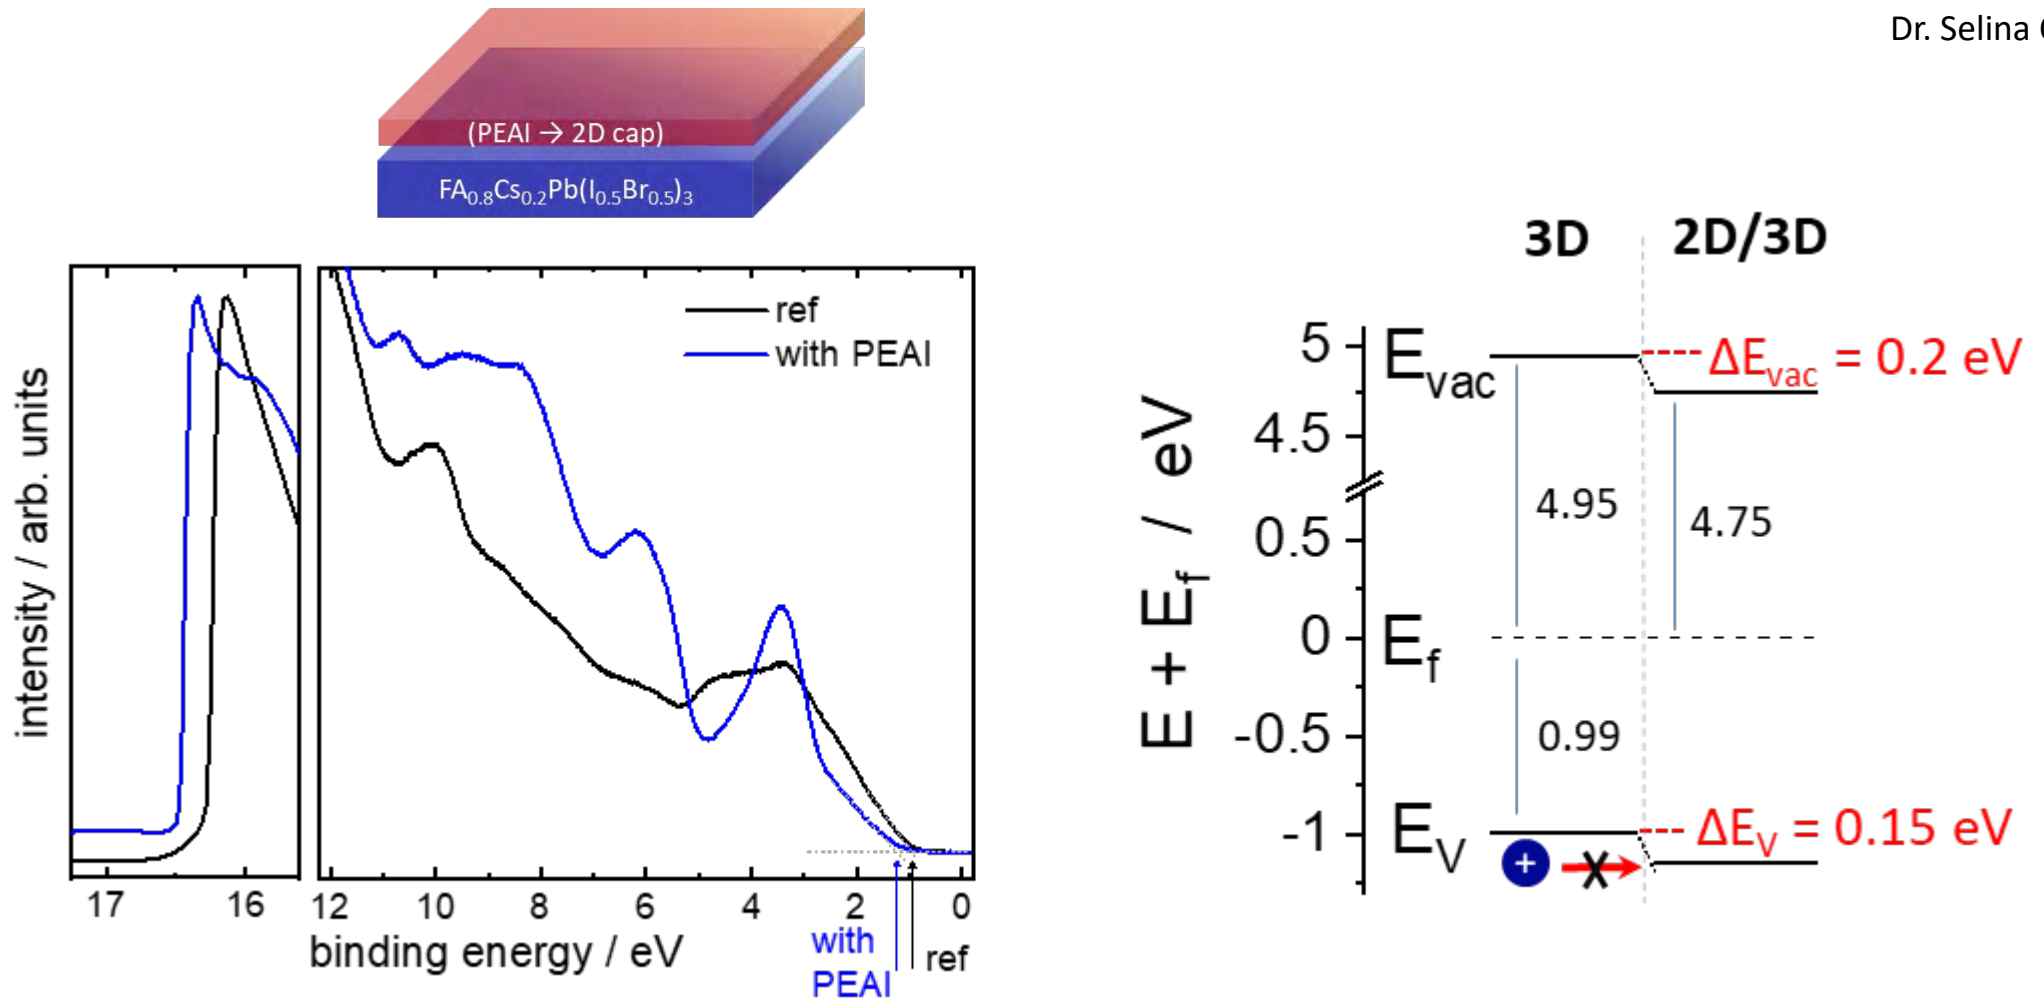 Dr. Selina
(PEAI → 2D cap)
FA0.8Cs0.2Pb(I0.5Br0.5)3
intensity / arb. units
ref
with PEAI
17 16
12 10 8 6 4 2 0
binding energy / eV
with
PEAI
ref
3D 2D/3D
E + Ef / eV
5
4.5
0.5
0
-0.5
-1
Evac
ΔEvac = 0.2 eV
4.95
4.75
Ef
0.99
EV
ΔEV = 0.15 eV
+
X